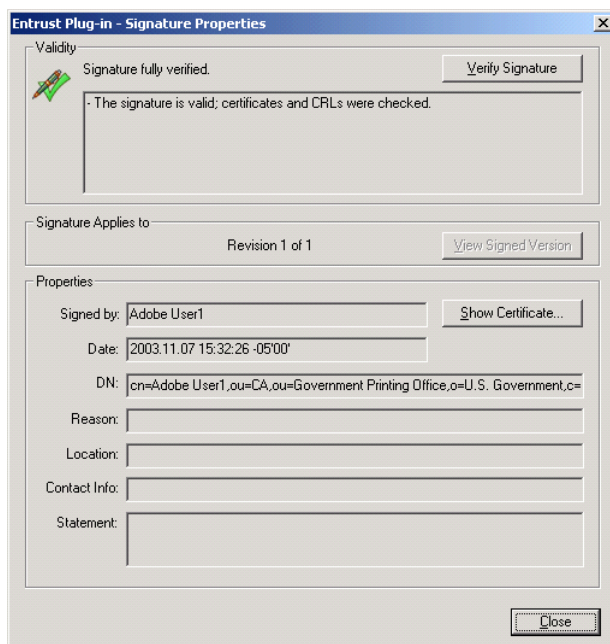 Entrust Plug-in - Signature Properties
Validity
Signature fully verified.
Verify Signature
- The signature is valid; certificates and CRLs were checked.
Signature Applies to
Revision 1 of 1
View Signed Version
Properties
Signed by: Adobe User1
Show Certificate...
Date: 2003.11.07 15:32:26 -05'00'
DN: cn=Adobe User1,ou=CA,ou=Government Printing Office,o=U.S. Government,c=
Reason:
Location:
Contact Info:
Statement:
Close